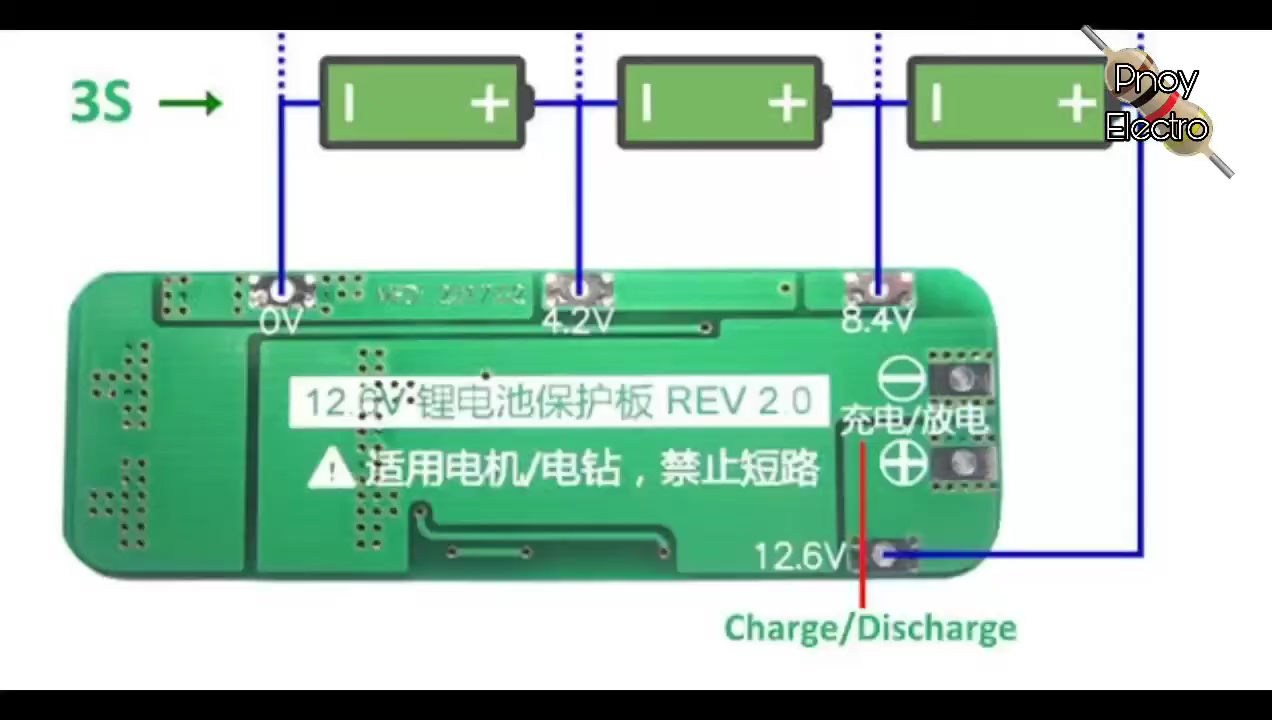 3S
Pnoy
Electro
0V
4.2V
8.4V
12.6V 锂电池保护板 REV 2.0
充电/放电
适用电机/电钻，禁止短路
12.6V
Charge/Discharge